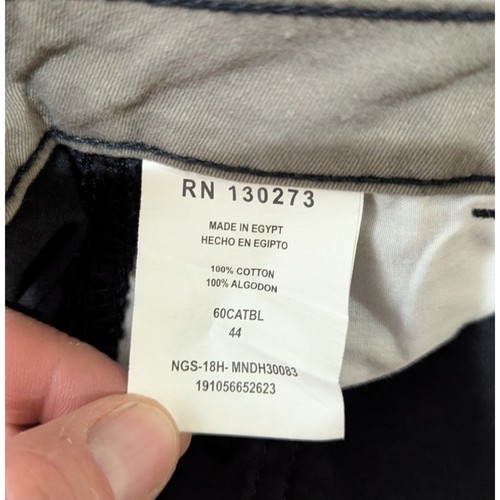 RN 130273
MADE IN EGYPT
HECHO EN EGIPTO
100% COTTON
100% ALGODON
60CATBL
44
NGS-18H- MNDH30083
191056652623